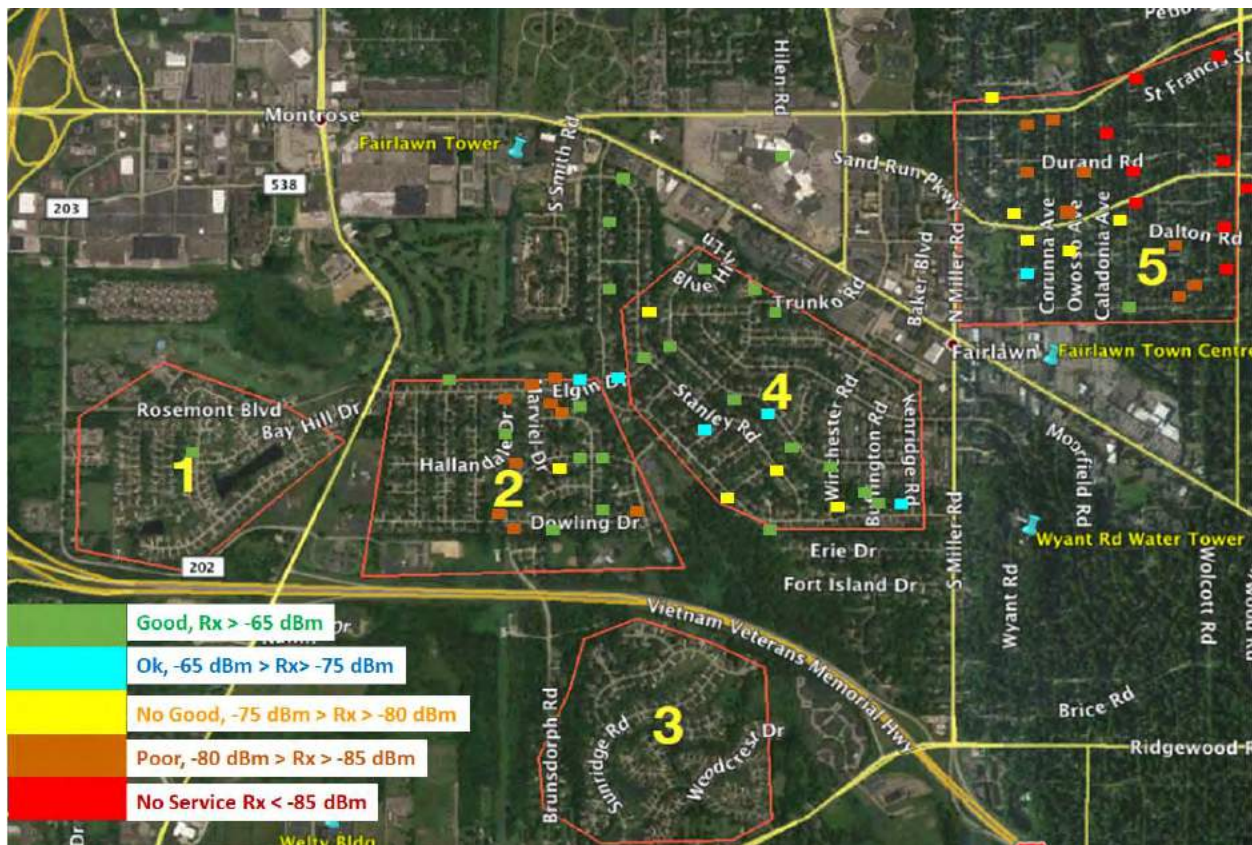 Hilen Rd
St Francis St
Montrose
Fairlawn Tower
S Smith Rd
538
Sand Run Pkwy
Durand Rd
203
Corunna Ave
Owosso Ave
Caladonia Ave
Dalton Rd
5
Baker Blvd
N Miller Rd
Trunko Rd
Fairlawn
Fairlawn Town Centre
Elgin Dr
4
Rosemont Blvd
Bay Hill Dr
Stanley Rd
Winchester Rd
Burlington Rd
Kenridge Rd
Moorfield Rd
1
Hallandale Dr
2
Dowling Dr
S Miller Rd
Wyant Rd Water Tower
Erie Dr
202
Fort Island Dr
Wyant Rd
Wolcott Rd
Vietnam Veterans Memorial Hwy
Good, Rx > -65 dBm
Ok, -65 dBm > Rx> -75 dBm
No Good, -75 dBm > Rx > -80 dBm
Poor, -80 dBm > Rx > -85 dBm
No Service Rx < -85 dBm
Brunsdorph Rd
Sunridge Rd
3
Woodcrest Dr
Brice Rd
Ridgewood R
Welty Bldg